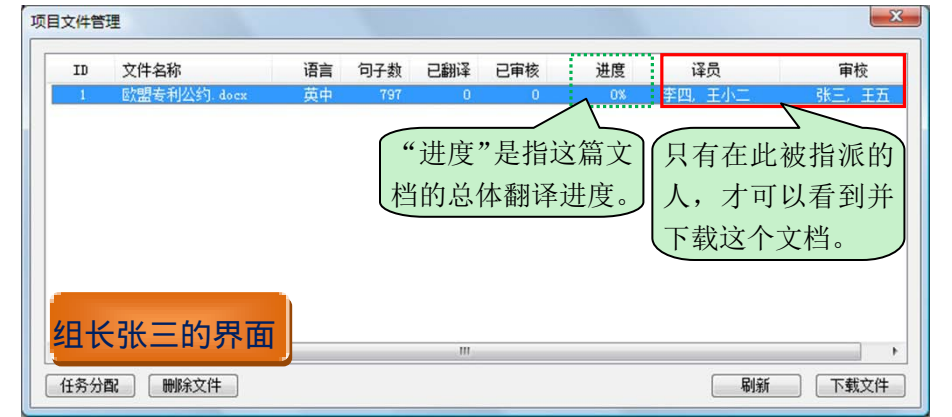 项目文件管理
ID 文件名称 语言 句子数 已翻译 已审核 进度 译员 审校
1 欧盟专利公约.docx 英中 797 0 0 0% 李四, 王小二 张三, 王五
“进度”是指这篇文
档的总体翻译进度。
只有在此被指派的
人，才可以看到并
下载这个文档。
组长张三的界面
任务分配 删除文件 刷新 下载文件